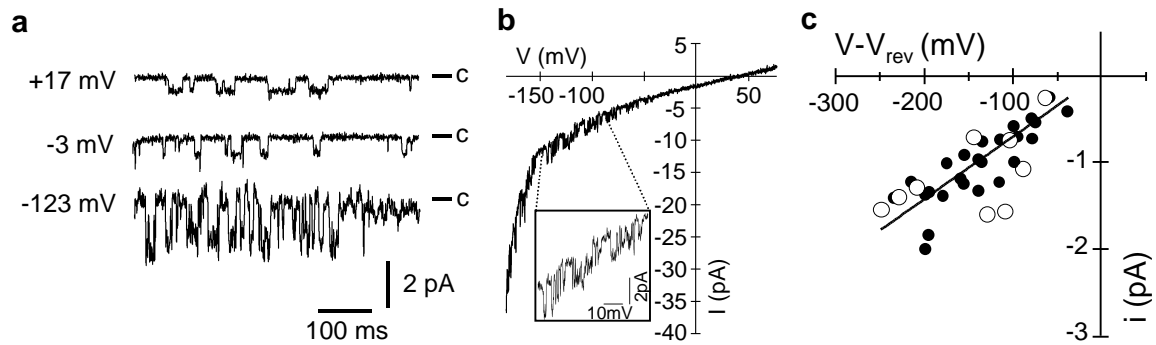 a
+17 mV
c
-3 mV
c
-123 mV
c
2 pA
100 ms
b
V (mV)
5
-150 -100 50
-5
-10
-15
-20
-25
-30
-35
-40
I (pA)
10mV
2pA
c
V-Vrev (mV)
-300 -200 -100
-1
-2
-3
i (pA)